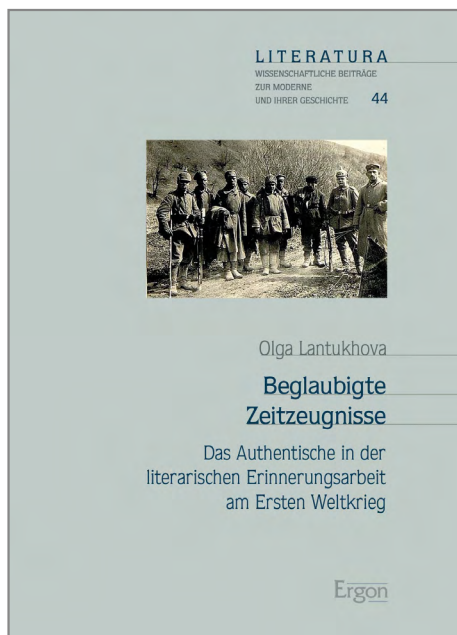 LITERATURA
WISSENSCHAFTLICHE BEITRÄGE
ZUR MODERNE
UND IHRER GESCHICHTE 44
Olga Lantukhova
Beglaubigte
Zeitzeugnisse
Das Authentische in der
literarischen Erinnerungsarbeit
am Ersten Weltkrieg
Ergon